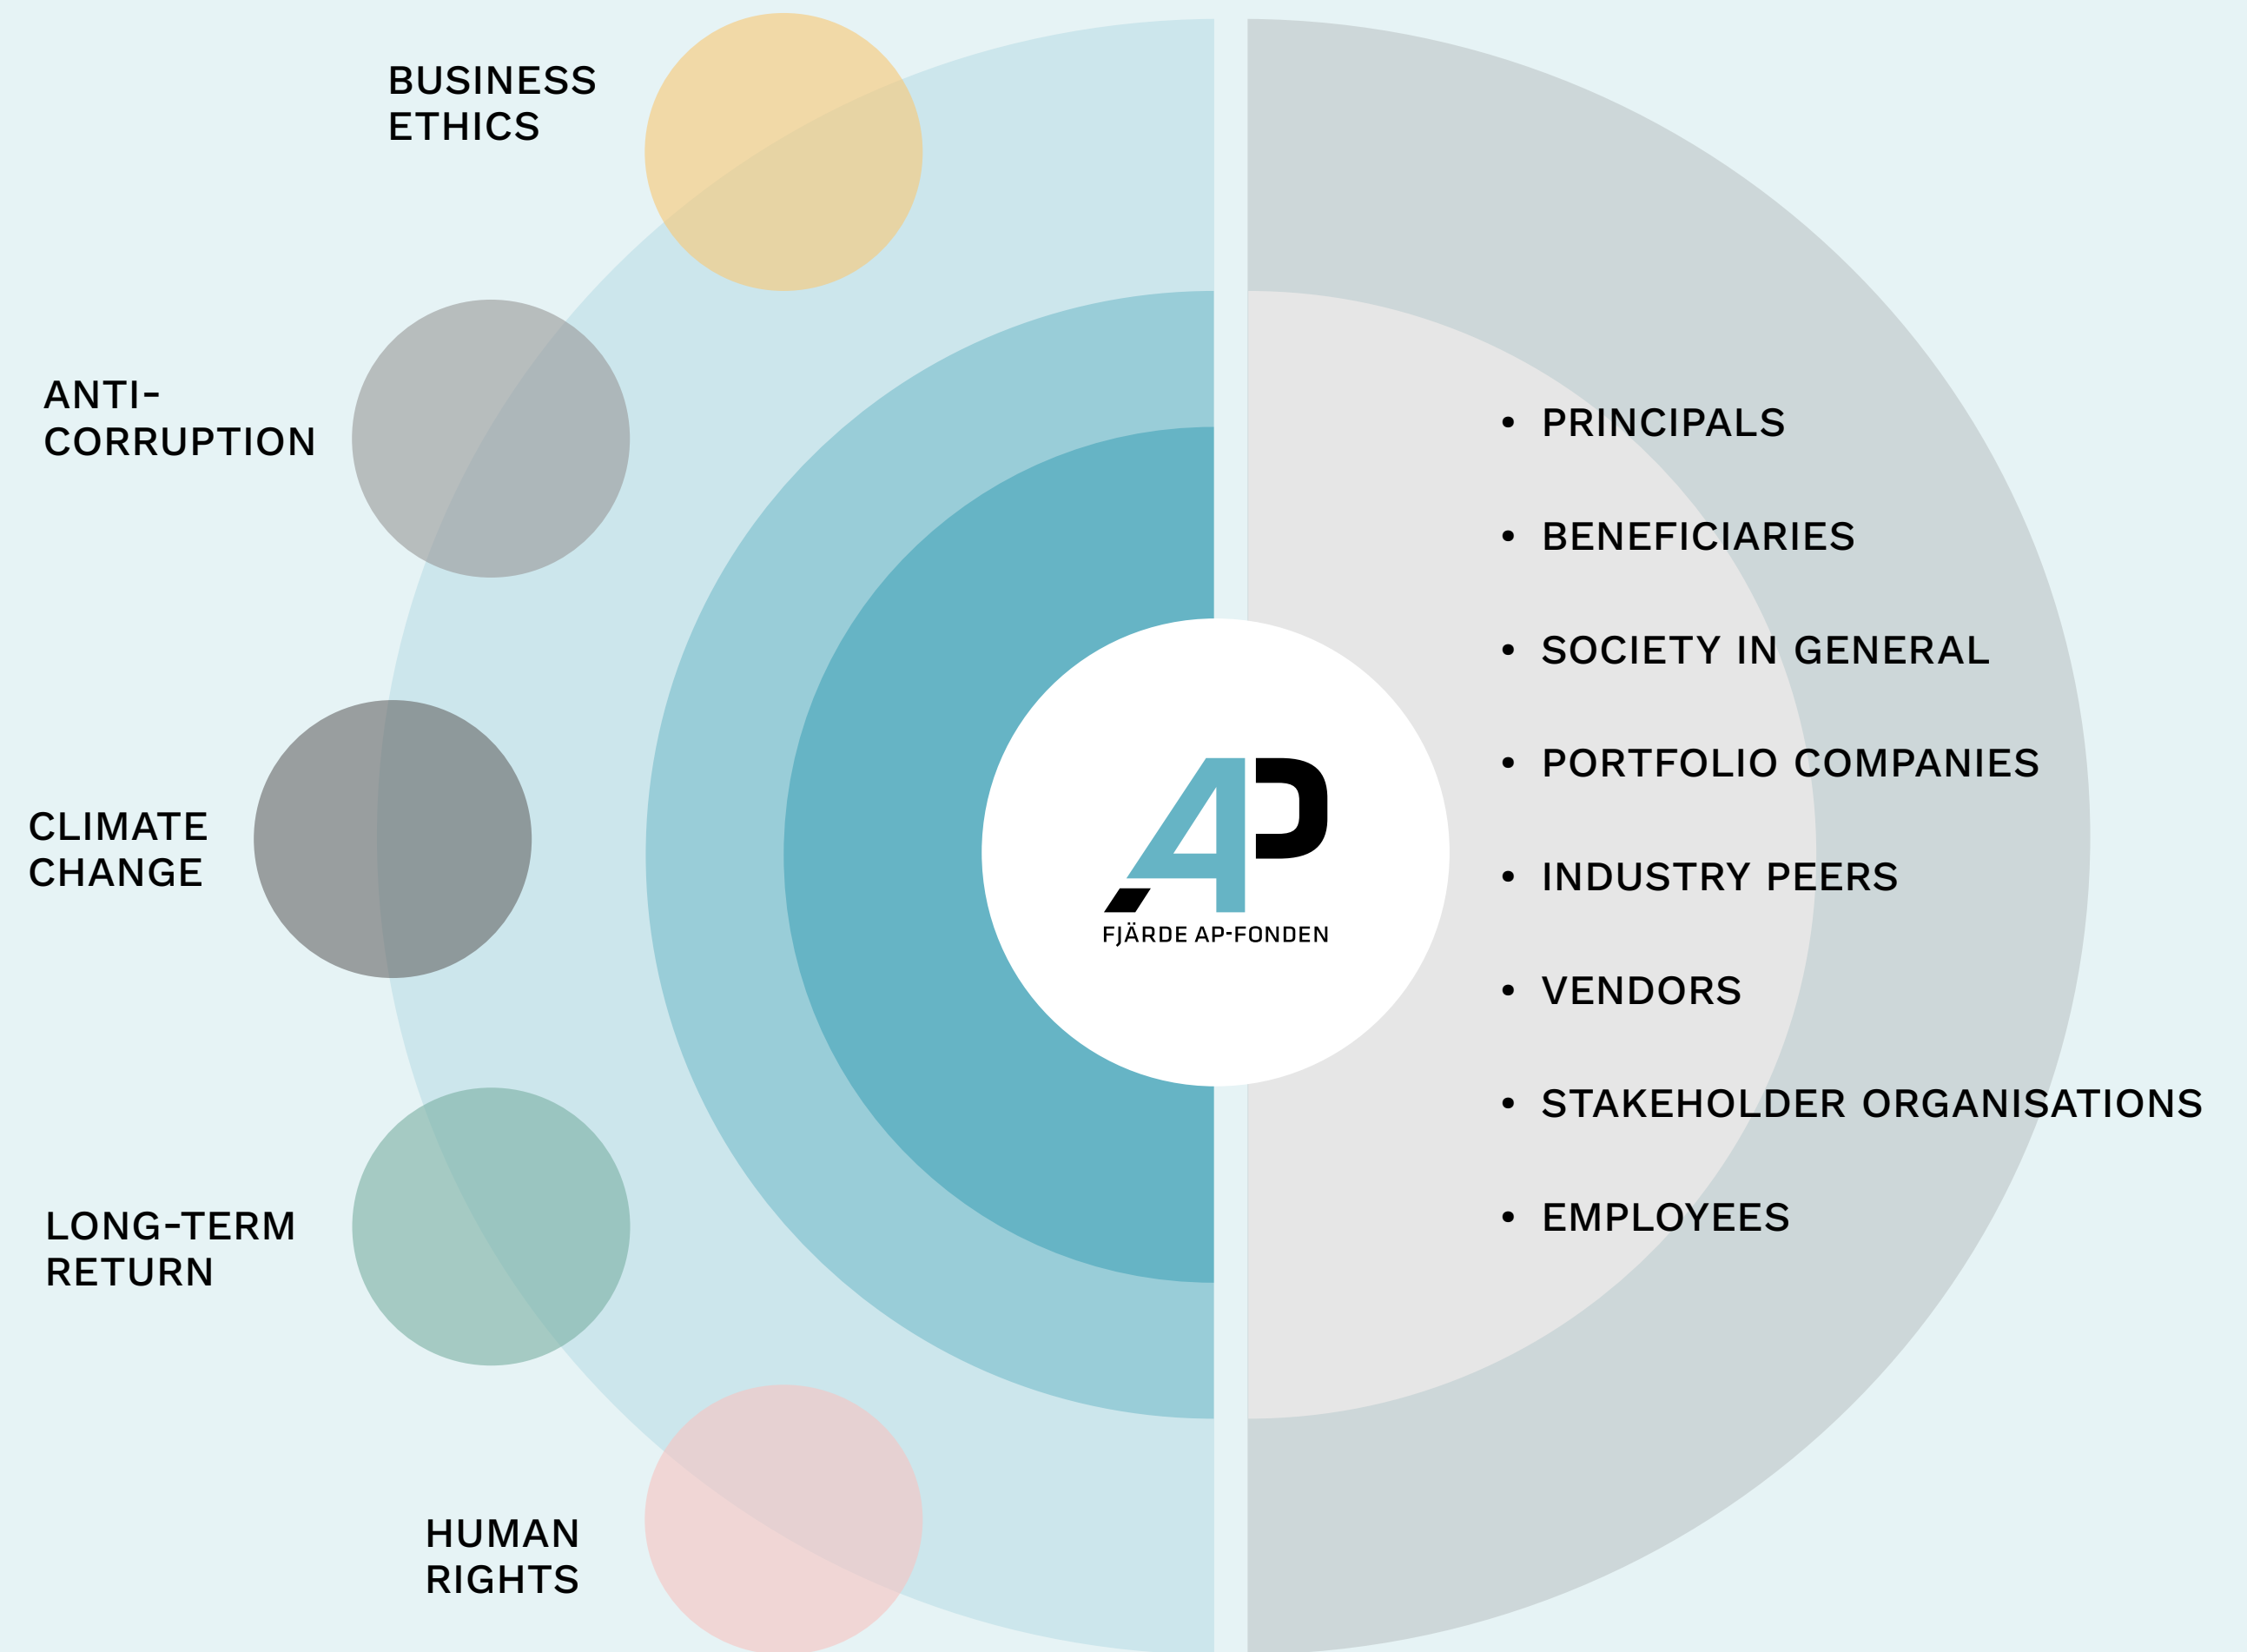 BUSINESS
ETHICS
ANTI-
CORRUPTION
CLIMATE
CHANGE
LONG-TERM
RETURN
HUMAN
RIGHTS
AP
FJÄRDE AP-FONDEN
• PRINCIPALS
• BENEFICIARIES
• SOCIETY IN GENERAL
• PORTFOLIO COMPANIES
• INDUSTRY PEERS
• VENDORS
• STAKEHOLDER ORGANISATIONS
• EMPLOYEES